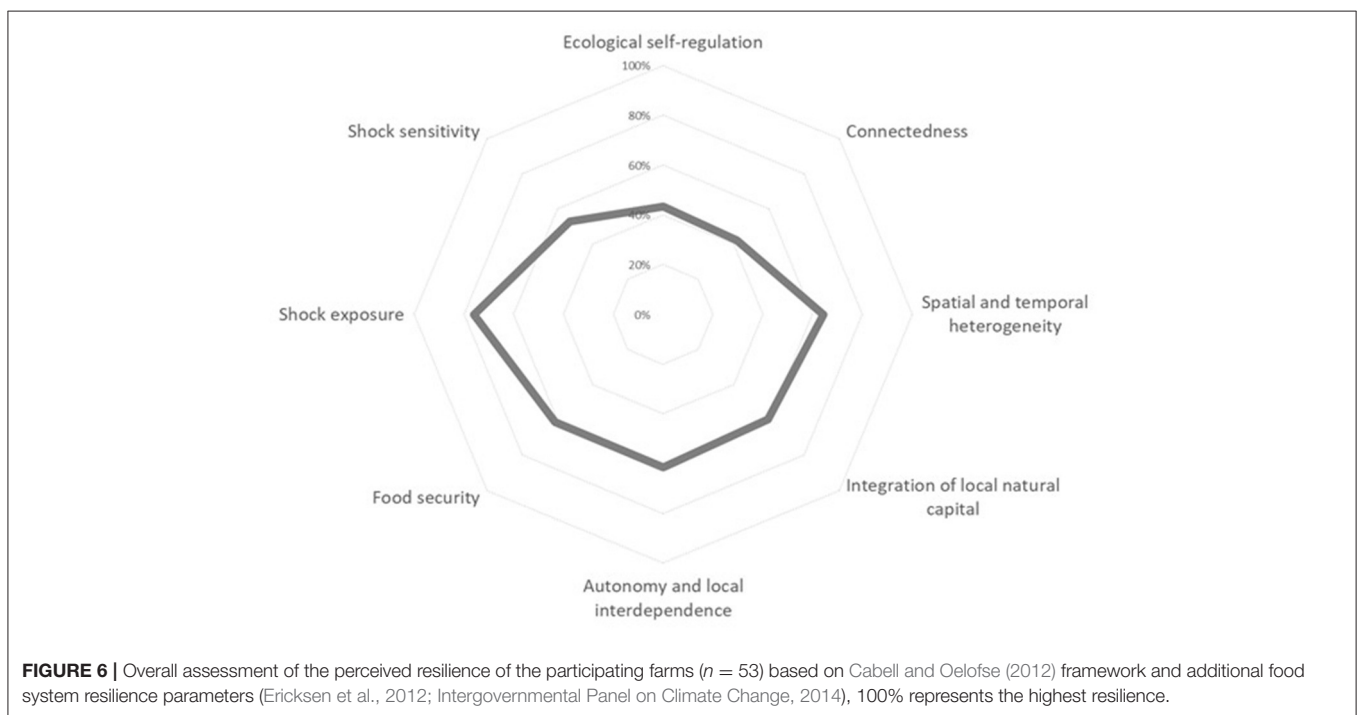 Ecological self-regulation
100%
Shock sensitivity
80%
Connectedness
60%
40%
20%
Shock exposure
0%
Spatial and temporal
heterogeneity
Food security
Integration of local natural
capital
Autonomy and local
interdependence
FIGURE 6 | Overall assessment of the perceived resilience of the participating farms (n = 53) based on Cabell and Oelofse (2012) framework and additional food
system resilience parameters (Ericksen et al., 2012; Intergovernmental Panel on Climate Change, 2014), 100% represents the highest resilience.